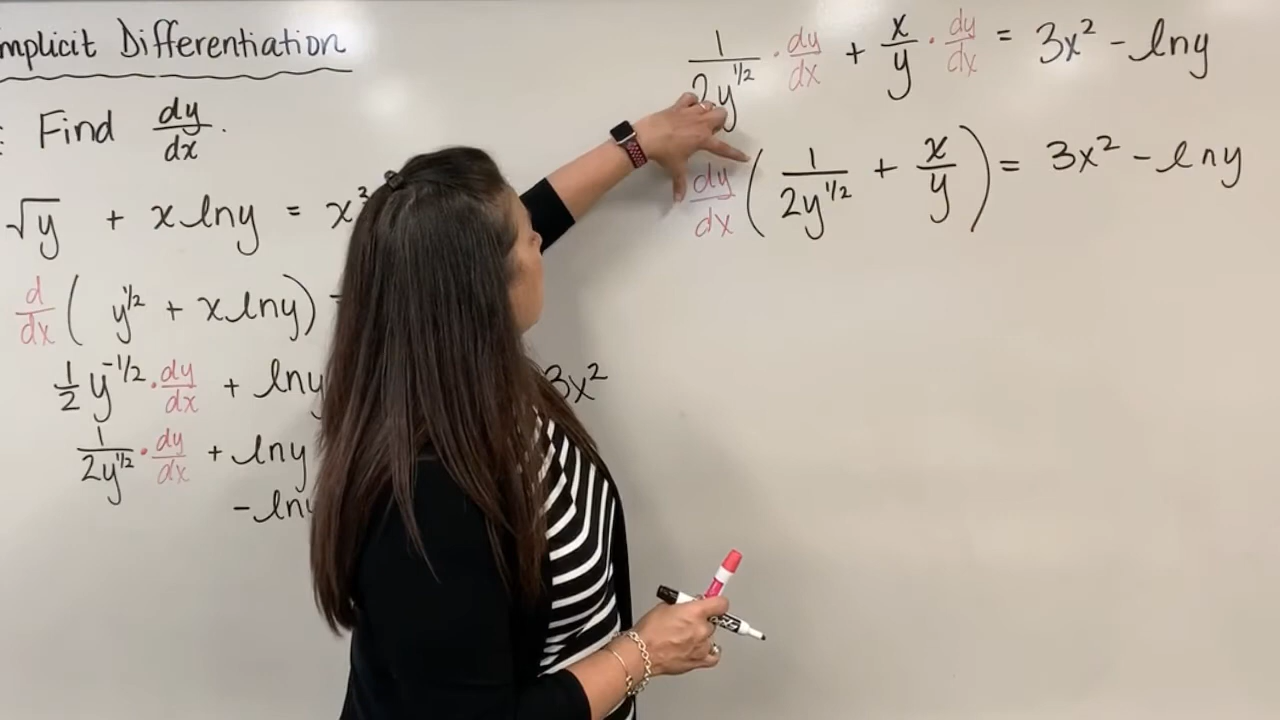 mplicit Differentiation
: Find dy/dx.
√y + x lny = x³
d/dx ( y^1/2 + x lny )
1/2 y^-1/2 · dy/dx + lny 3x²
1/2y^1/2 · dy/dx + lny
- lny
1/2y^1/2 · dy/dx + x/y · dy/dx = 3x² - lny
dy/dx ( 1/2y^1/2 + x/y ) = 3x² - lny